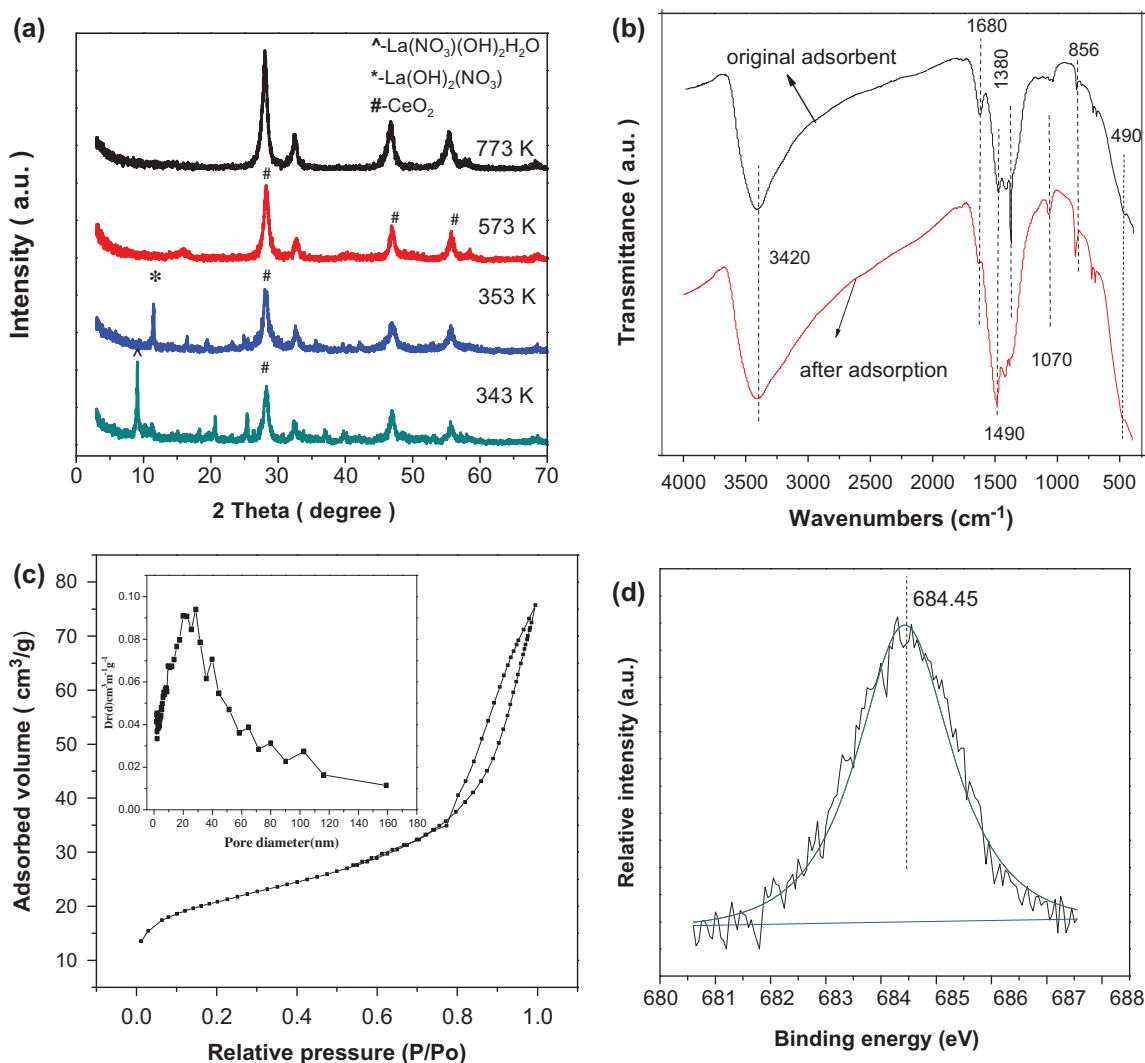 (a)
^-La(NO3)(OH)2H2O
*-La(OH)2(NO3)
#-CeO2
773 K
#
573 K
#
#
*
#
353 K
^
#
343 K
Intensity ( a.u. )
0 10 20 30 40 50 60 70
2 Theta ( degree )
(b)
1680
1380
856
original adsorbent
490
3420
after adsorption
1070
1490
Transmittance ( a.u. )
4000 3500 3000 2500 2000 1500 1000 500
Wavenumbers (cm-1)
(c)
80
70
60
50
40
30
20
10
Adsorbed volume ( cm3/g)
0.10
0.08
0.06
0.04
0.02
0.00
Dr(d)cm3m-1g-1
0 20 40 60 80 100 120 140 160 180
Pore diameter(nm)
0.0 0.2 0.4 0.6 0.8 1.0
Relative pressure (P/Po)
(d)
684.45
Relative intensity (a.u.)
680 681 682 683 684 685 686 687 688
Binding energy (eV)